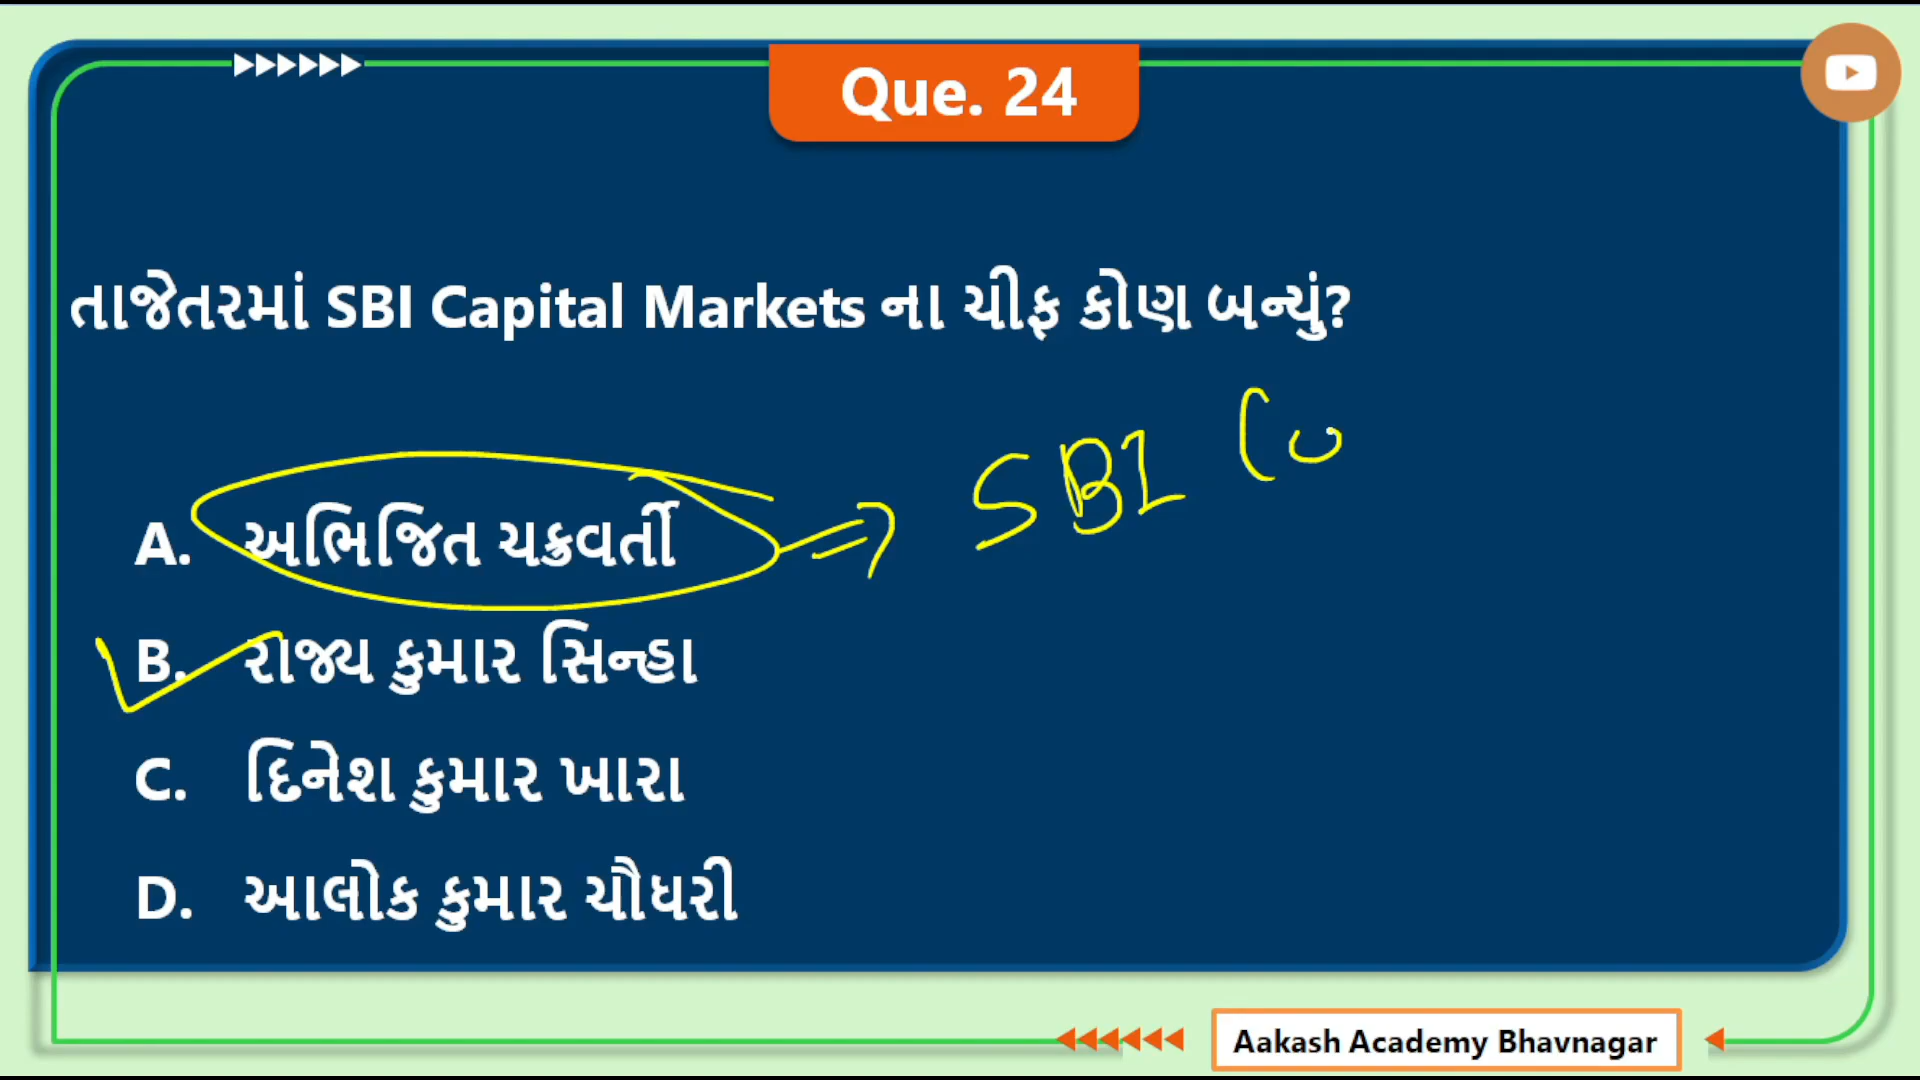 Que. 24
તાજેતરમાં SBI Capital Markets ના ચીફ કોણ બન્યું?
SBI
A. અભિજિત ચક્રવર્તી
B. રાજ્ય કુમાર સિન્હા
C. દિનેશ કુમાર ખારા
D. આલોક કુમાર ચૌધરી
Aakash Academy Bhavnagar